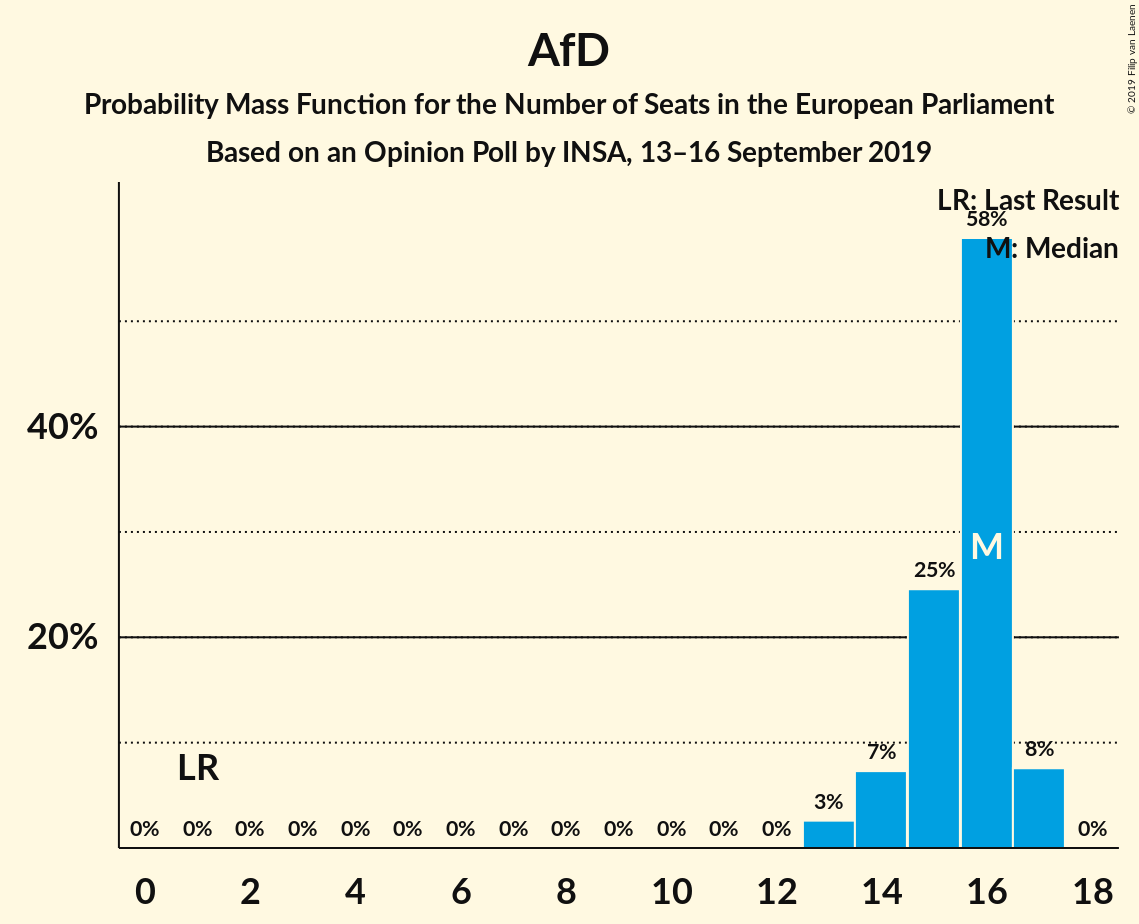 AfD
Probability Mass Function for the Number of Seats in the European Parliament
Based on an Opinion Poll by INSA, 13–16 September 2019
© 2019 Filip van Laenen
LR: Last Result
58%
M: Median
40%
M
25%
20%
7%
8%
LR
3%
0% 0% 0% 0% 0% 0% 0% 0% 0% 0% 0% 0% 0% 0%
0 2 4 6 8 10 12 14 16 18